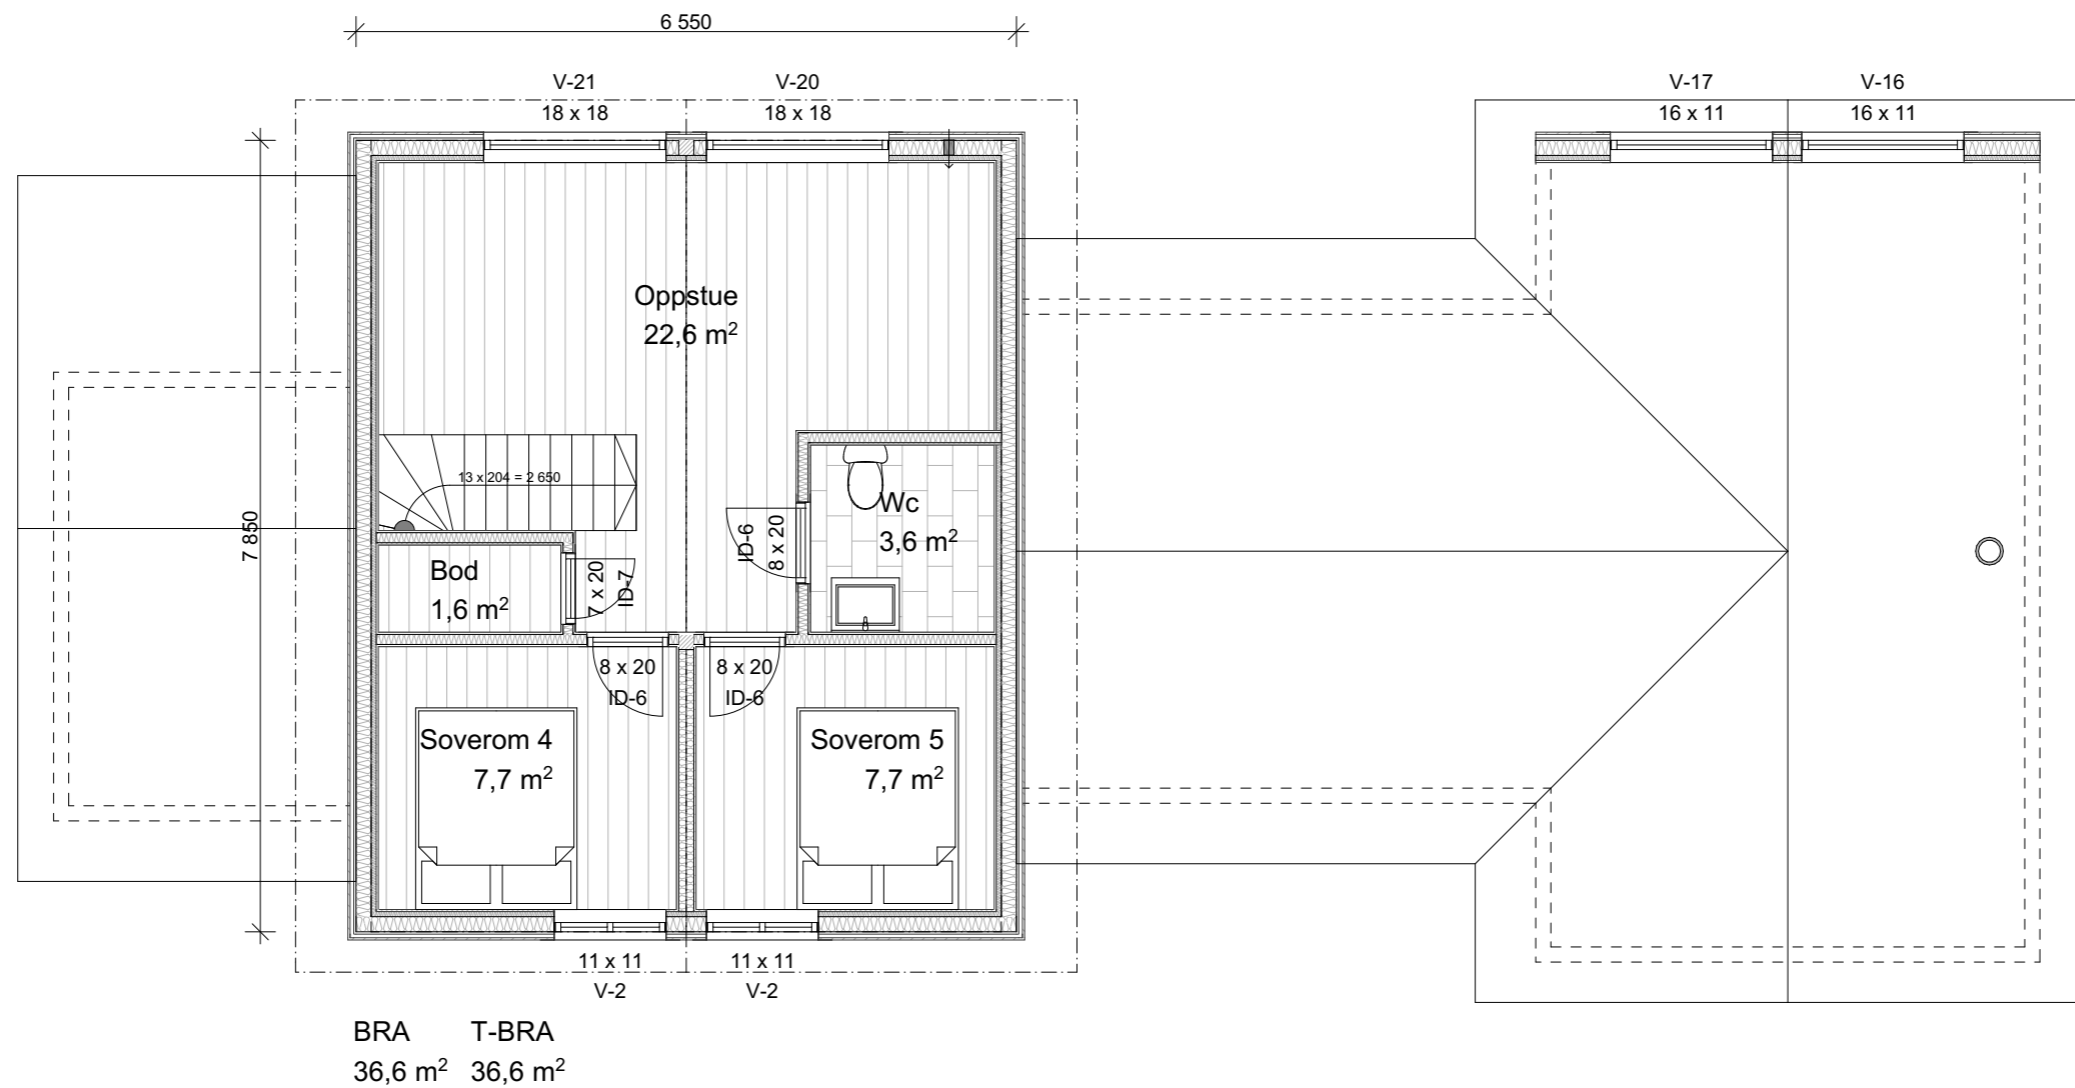 6 550
V-21
V-20
V-17
V-16
18 x 18
18 x 18
16 x 11
16 x 11
Oppstue
22,6 m²
13 x 204 = 2 650
7 850
Wc
3,6 m²
ID-6
8 x 20
Bod
1,6 m²
7 x 20
ID-7
8 x 20
ID-6
8 x 20
ID-6
Soverom 4
7,7 m²
Soverom 5
7,7 m²
11 x 11
V-2
11 x 11
V-2
BRA T-BRA
36,6 m² 36,6 m²